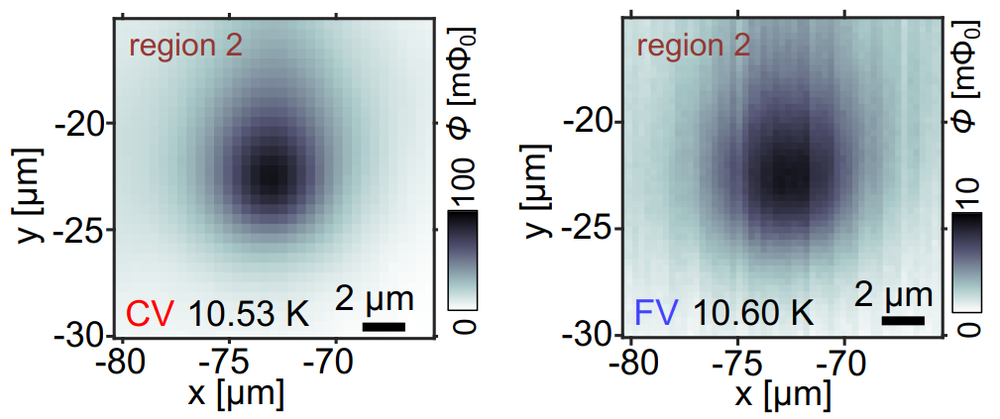 region 2
-20
-25
-30
y [μm]
CV 10.53 K
2 μm
-80 -75 -70
x [μm]
Φ [mΦ₀]
100
0
region 2
-20
-25
-30
y [μm]
FV 10.60 K
2 μm
-80 -75 -70
x [μm]
Φ [mΦ₀]
10
0